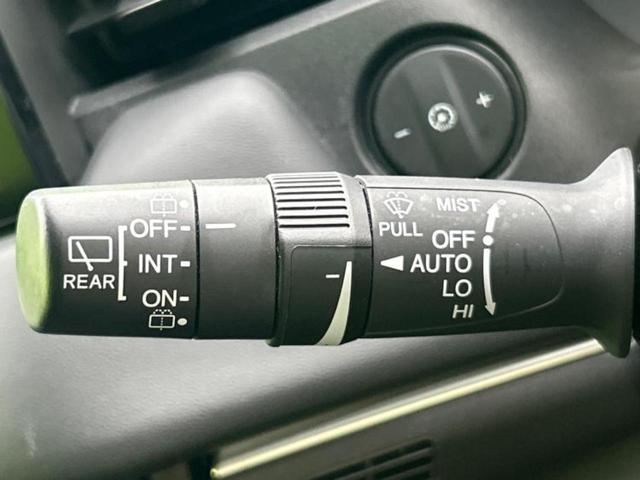 REAR
OFF
INT
ON
PULL
MIST
OFF
AUTO
LO
HI
+
-